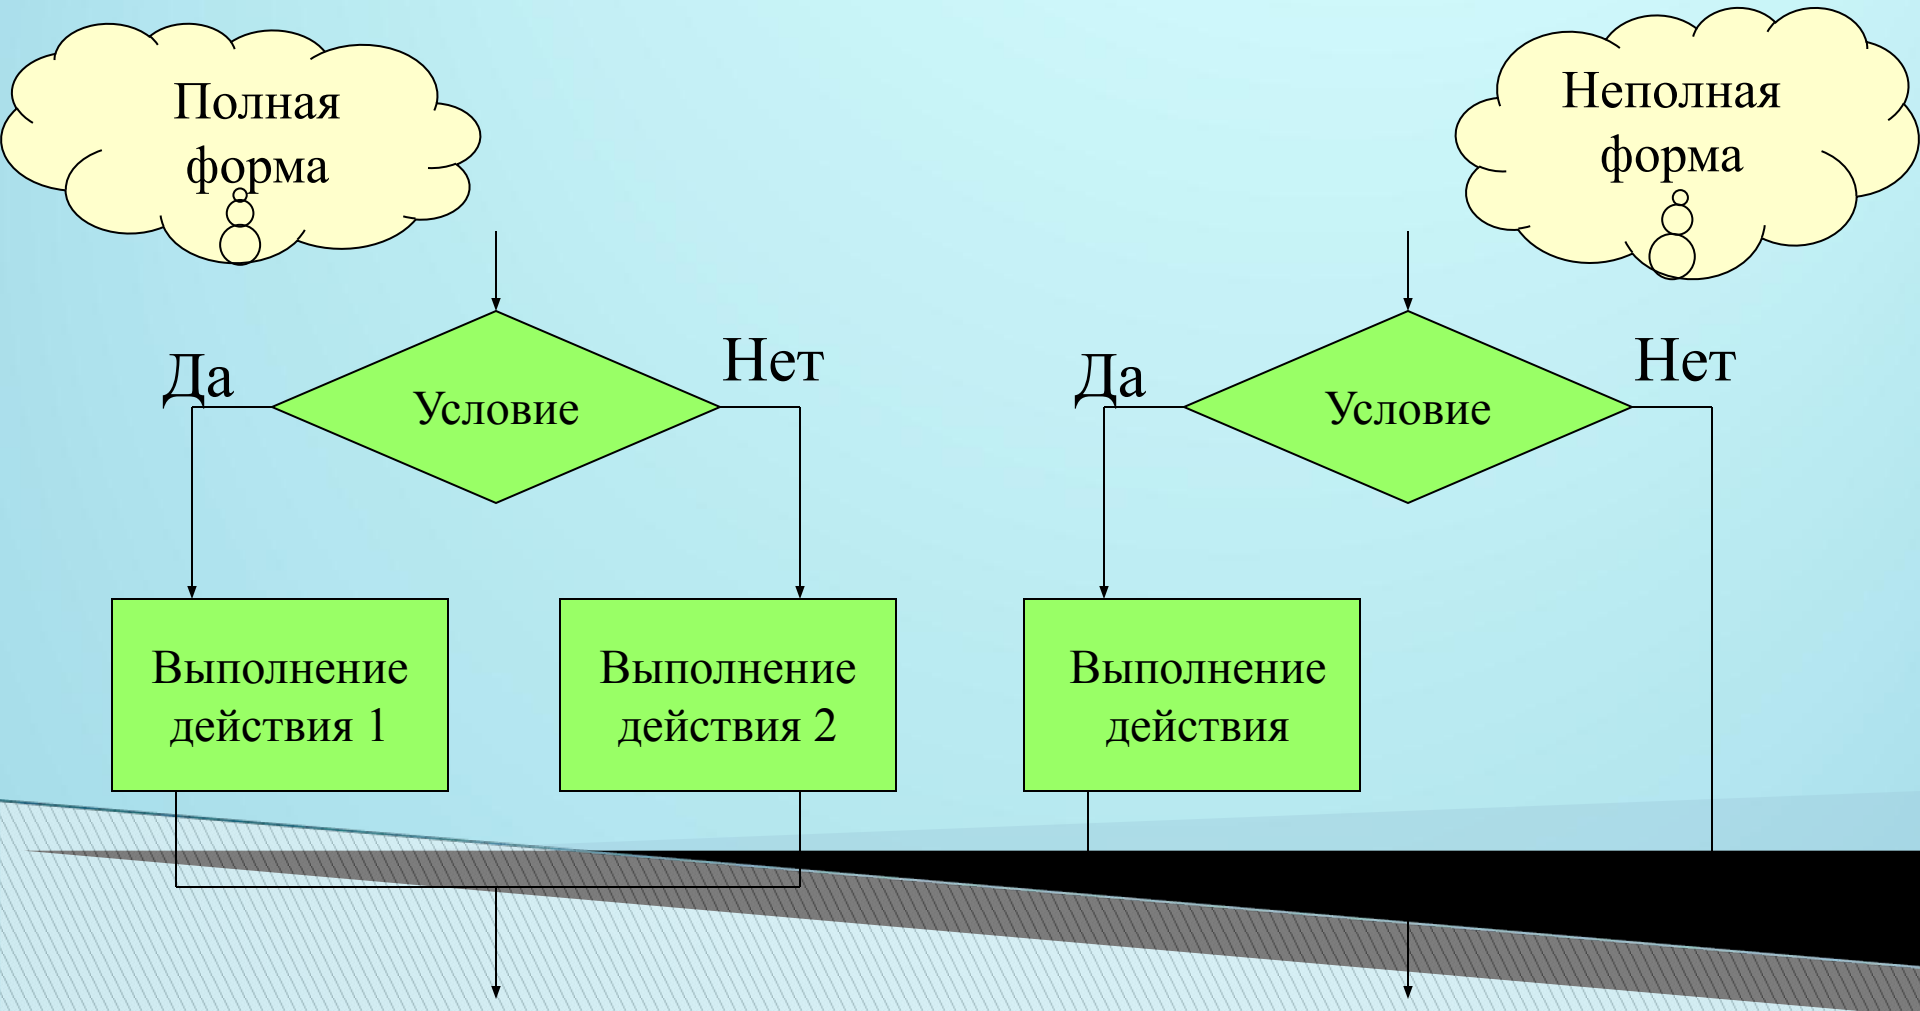 Полная
форма
Да
Нет
Условие
Выполнение
действия 1
Выполнение
действия 2
Неполная
форма
Да
Нет
Условие
Выполнение
действия